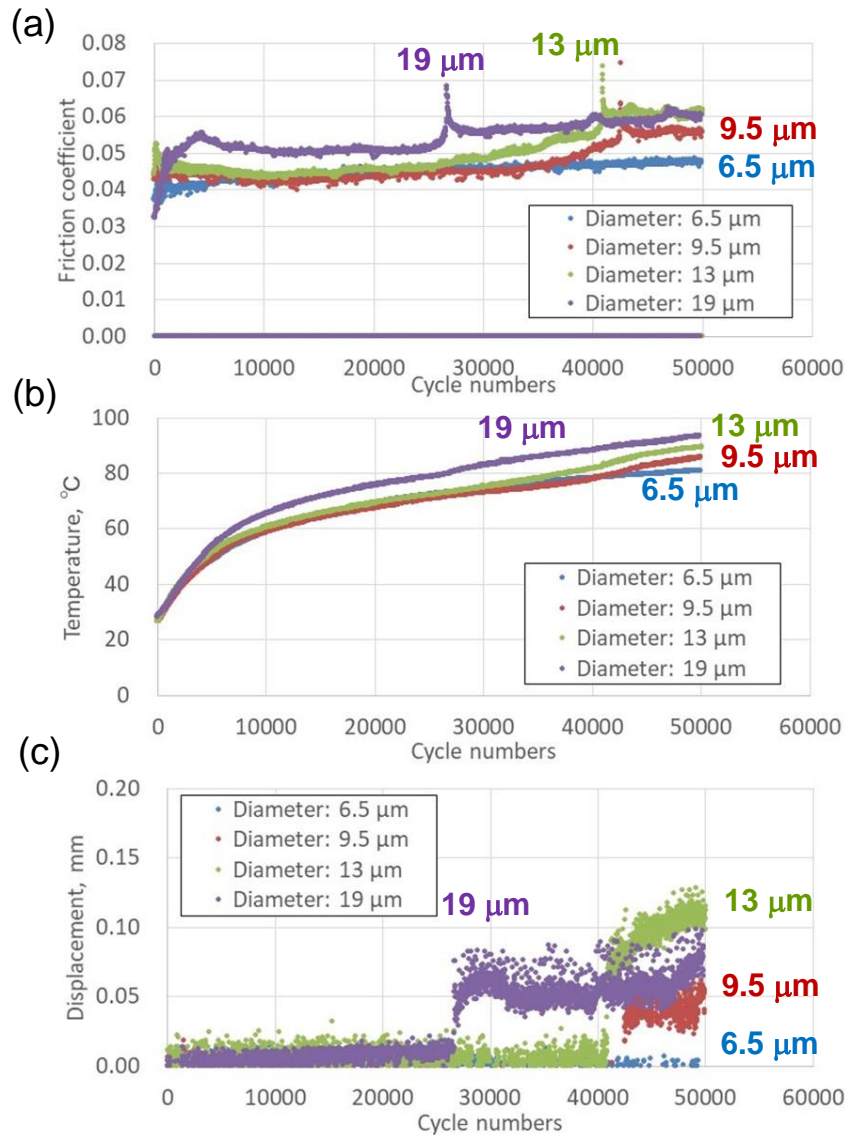 (a)
0.08
0.07
0.06
0.05
0.04
0.03
0.02
0.01
0.00
Friction coefficient
19 μm
13 μm
9.5 μm
6.5 μm
Diameter: 6.5 μm
Diameter: 9.5 μm
Diameter: 13 μm
Diameter: 19 μm
0 10000 20000 30000 40000 50000 60000
Cycle numbers
(b)
100
80
60
40
20
0
Temperature, °C
19 μm
13 μm
9.5 μm
6.5 μm
Diameter: 6.5 μm
Diameter: 9.5 μm
Diameter: 13 μm
Diameter: 19 μm
0 10000 20000 30000 40000 50000 60000
Cycle numbers
(c)
0.20
0.15
0.10
0.05
0.00
Displacement, mm
Diameter: 6.5 μm
Diameter: 9.5 μm
Diameter: 13 μm
Diameter: 19 μm
19 μm
13 μm
9.5 μm
6.5 μm
0 10000 20000 30000 40000 50000 60000
Cycle numbers